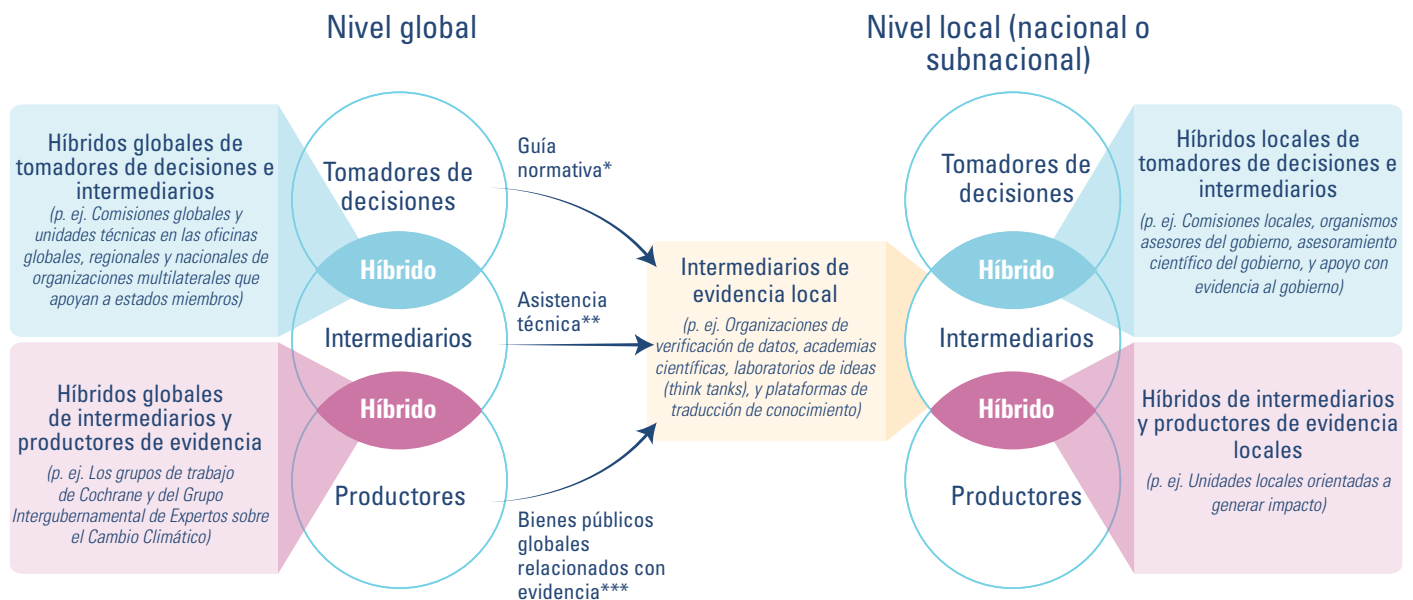 Nivel global
Nivel local (nacional o
subnacional)
Híbridos globales de
tomadores de decisiones e
intermediarios
(p. ej. Comisiones globales y
unidades técnicas en las oficinas
globales, regionales y nacionales de
organizaciones multilaterales que
apoyan a estados miembros)
Híbridos globales
de intermediarios y
productores de evidencia
(p. ej. Los grupos de trabajo
de Cochrane y del Grupo
Intergubernamental de Expertos sobre
el Cambio Climático)
Tomadores de
decisiones
Híbrido
Intermediarios
Híbrido
Productores
Guía
normativa*
Asistencia
técnica**
Bienes públicos
globales
relacionados con
evidencia***
Intermediarios de
evidencia local
(p. ej. Organizaciones de
verificación de datos, academias
científicas, laboratorios de ideas
(think tanks), y plataformas de
traducción de conocimiento)
Tomadores de
decisiones
Híbrido
Intermediarios
Híbrido
Productores
Híbridos locales de
tomadores de decisiones e
intermediarios
(p. ej. Comisiones locales, organismos
asesores del gobierno, asesoramiento
científico del gobierno, y apoyo con
evidencia al gobierno)
Híbridos de intermediarios
y productores de evidencia
locales
(p. ej. Unidades locales orientadas a
generar impacto)